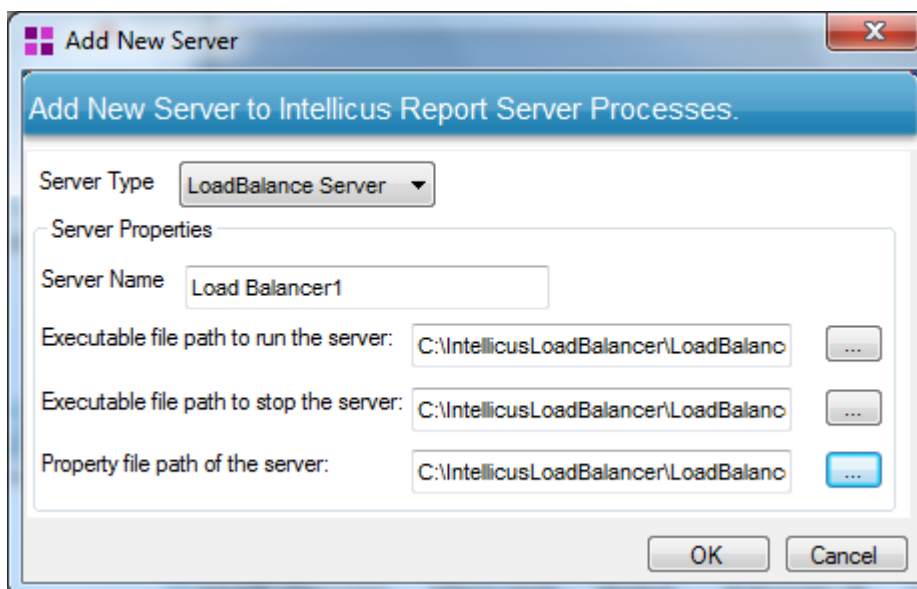 Add New Server
X
Add New Server to Intellicus Report Server Processes.
Server Type LoadBalance Server
Server Properties
Server Name Load Balancer1
Executable file path to run the server: C:\IntellicusLoadBalancer\LoadBalanc ...
Executable file path to stop the server: C:\IntellicusLoadBalancer\LoadBalanc ...
Property file path of the server: C:\IntellicusLoadBalancer\LoadBalance ...
OK Cancel